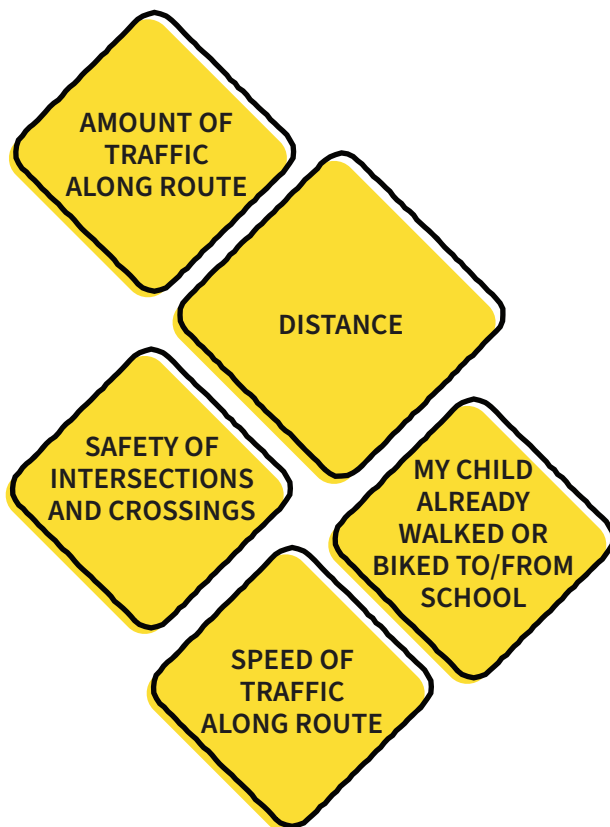 AMOUNT OF
TRAFFIC
ALONG ROUTE
DISTANCE
SAFETY OF
INTERSECTIONS
AND CROSSINGS
MY CHILD
ALREADY
WALKED OR
BIKED TO/FROM
SCHOOL
SPEED OF
TRAFFIC
ALONG ROUTE